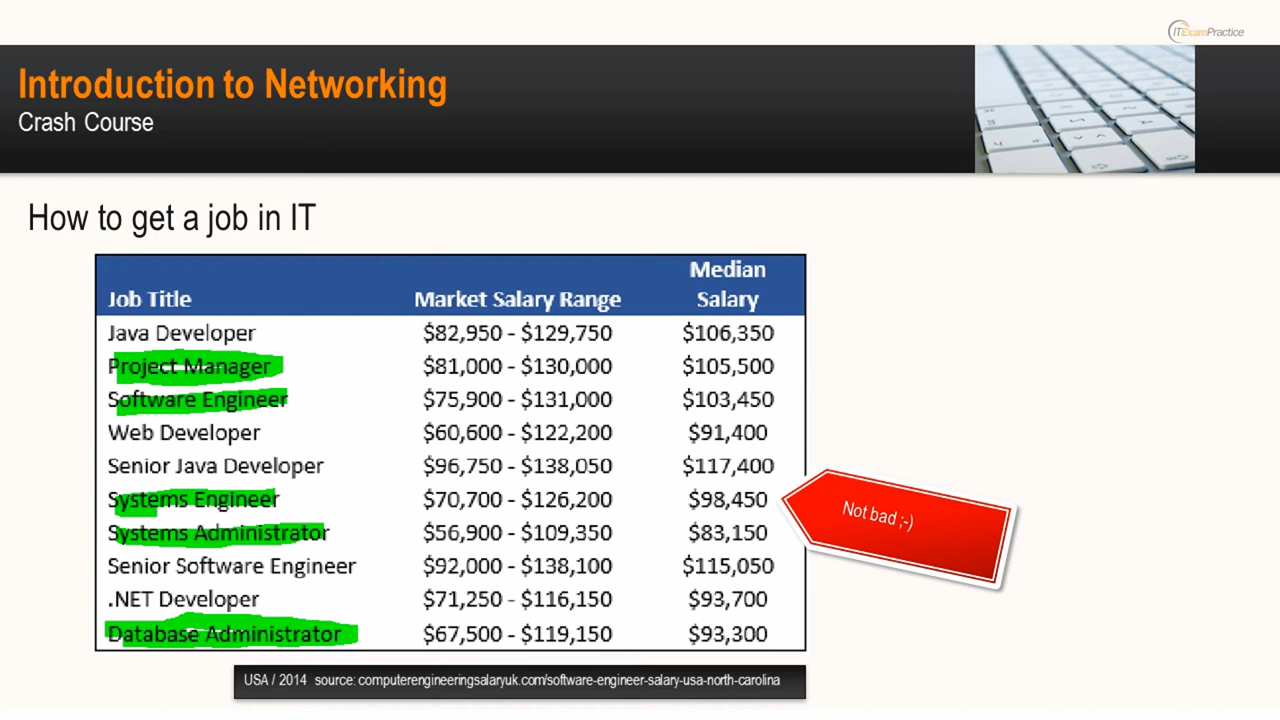 ITExamPractice
Introduction to Networking
Crash Course
How to get a job in IT
Job Title Market Salary Range Median Salary
Java Developer $82,950 - $129,750 $106,350
Project Manager $81,000 - $130,000 $105,500
Software Engineer $75,900 - $131,000 $103,450
Web Developer $60,600 - $122,200 $91,400
Senior Java Developer $96,750 - $138,050 $117,400
Systems Engineer $70,700 - $126,200 $98,450
Not bad ;-)
Systems Administrator $56,900 - $109,350 $83,150
Senior Software Engineer $92,000 - $138,100 $115,050
.NET Developer $71,250 - $116,150 $93,700
Database Administrator $67,500 - $119,150 $93,300
USA / 2014 source: computerengineeringsalaryuk.com/software-engineer-salary-usa-north-carolina